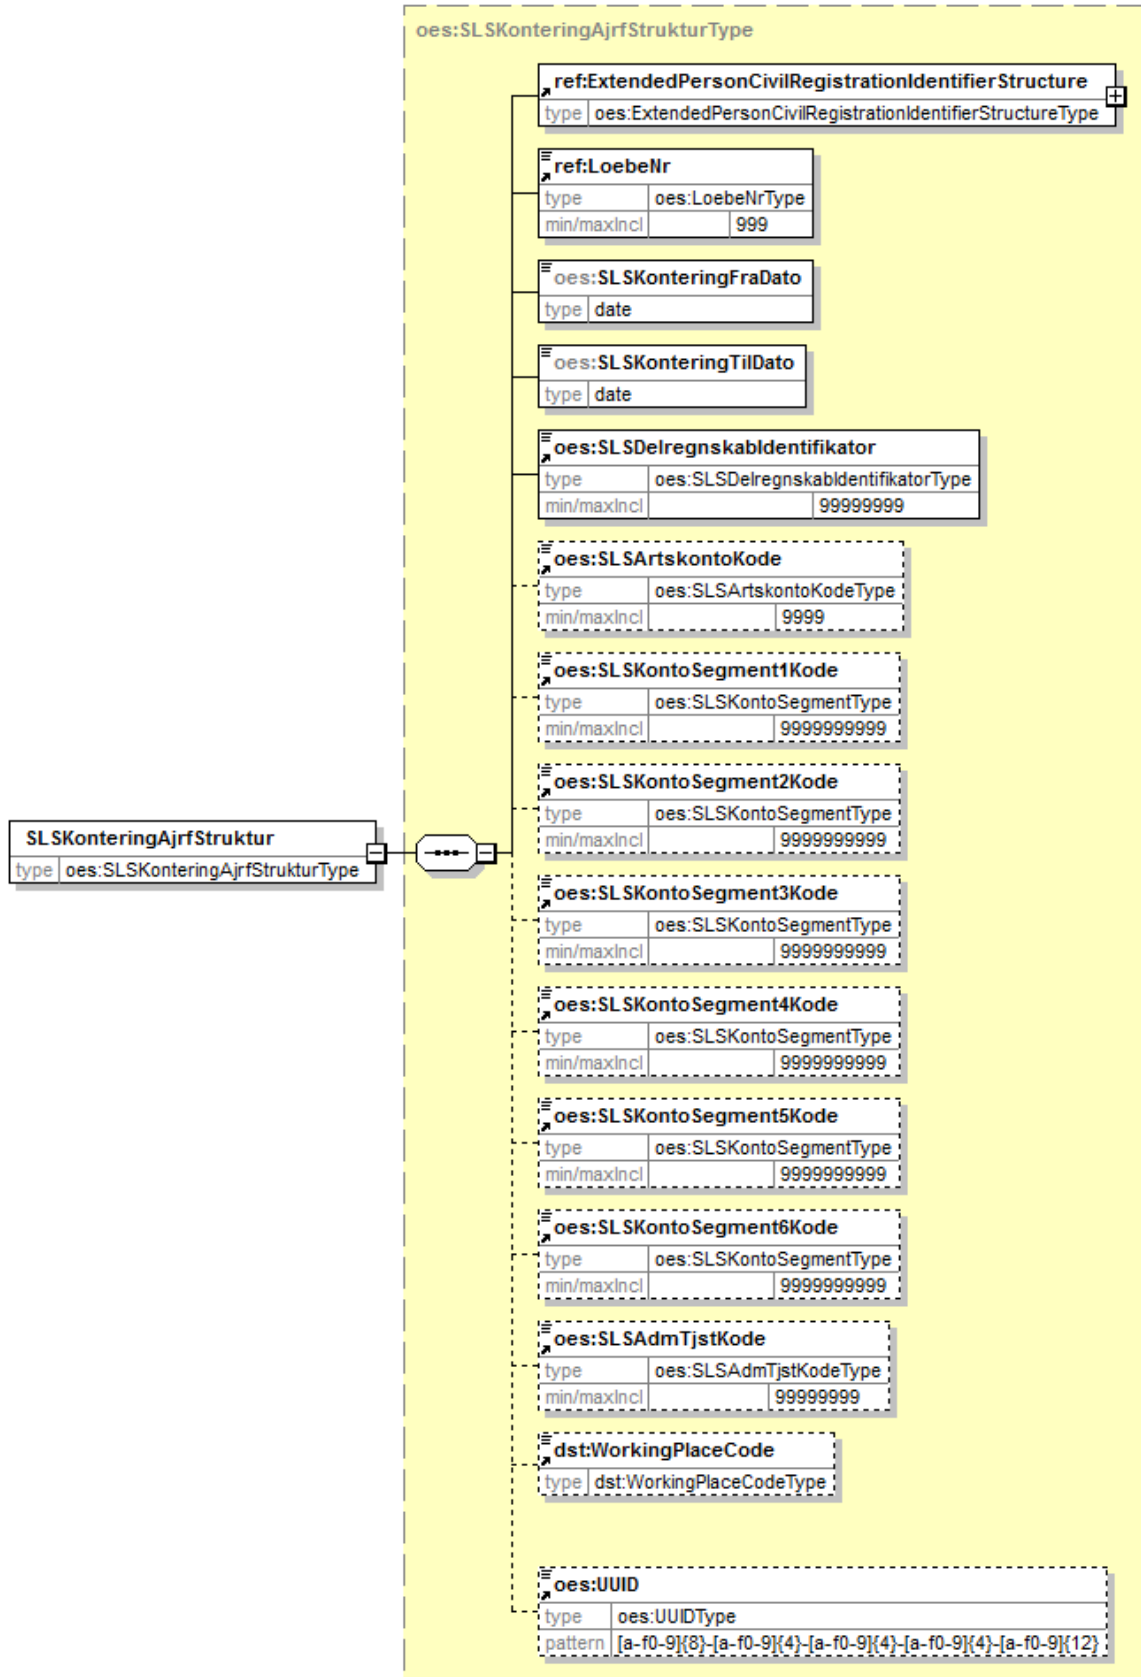 oes:SLSKonteringAjrfStrukturType
ref:ExtendedPersonCivilRegistrationIdentifierStructure
type oes:ExtendedPersonCivilRegistrationIdentifierStructureType
ref:LoebeNr
type oes:LoebeNrType
min/maxIncl 999
oes:SLSKonteringFraDato
type date
oes:SLSKonteringTilDato
type date
oes:SLSDelregnskabIdentifikator
type oes:SLSDelregnskabIdentifikatorType
min/maxIncl 99999999
oes:SLSArtskontoKode
type oes:SLSArtskontoKodeType
min/maxIncl 9999
oes:SLSKontoSegment1Kode
type oes:SLSKontoSegmentType
min/maxIncl 9999999999
oes:SLSKontoSegment2Kode
type oes:SLSKontoSegmentType
min/maxIncl 9999999999
SLSKonteringAjrfStruktur
type oes:SLSKonteringAjrfStrukturType
oes:SLSKontoSegment3Kode
type oes:SLSKontoSegmentType
min/maxIncl 9999999999
oes:SLSKontoSegment4Kode
type oes:SLSKontoSegmentType
min/maxIncl 9999999999
oes:SLSKontoSegment5Kode
type oes:SLSKontoSegmentType
min/maxIncl 9999999999
oes:SLSKontoSegment6Kode
type oes:SLSKontoSegmentType
min/maxIncl 9999999999
oes:SLSAdmTjstKode
type oes:SLSAdmTjstKodeType
min/maxIncl 99999999
dst:WorkingPlaceCode
type dst:WorkingPlaceCodeType
oes:UUID
type oes:UUIDType
pattern [a-f0-9]{8}-[a-f0-9]{4}-[a-f0-9]{4}-[a-f0-9]{4}-[a-f0-9]{12}